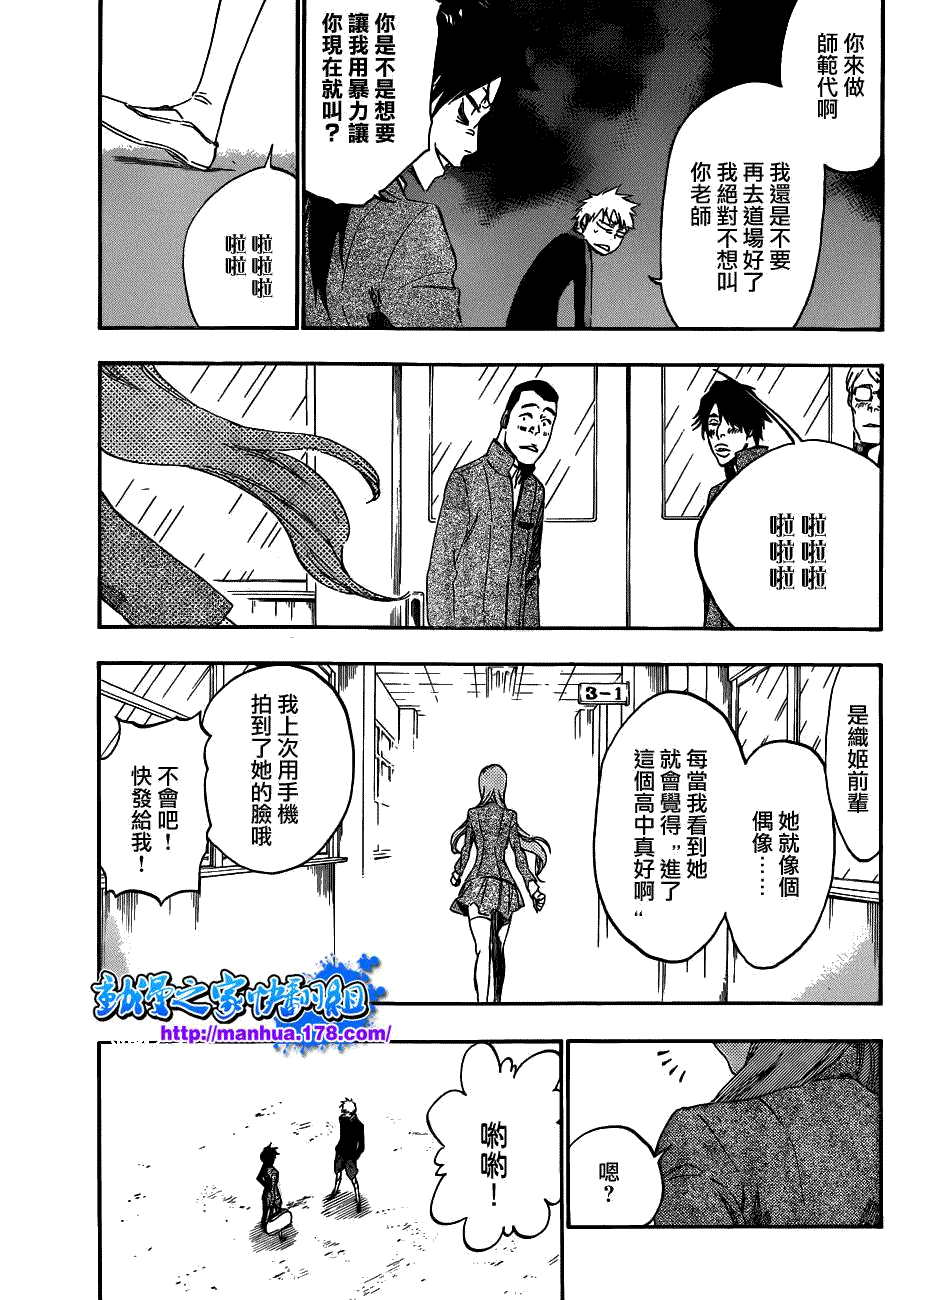 你來做
師範代啊
我還是不要
再去道場好了
我絕對不想叫
你老師
你是不是想要
讓我用暴力讓
你現在就叫？
啦啦啦
啦啦
啦啦啦
啦啦啦
3-1
是織姬前輩
她就像個
偶像……
每當我看到她
就會覺得〝進了
這個高中真好啊〞
我上次用手機
拍到了她的臉哦
不會吧！
快發給我！
動漫之家快翻組
http://manhua.178.com/
嗯？
喲
喲！